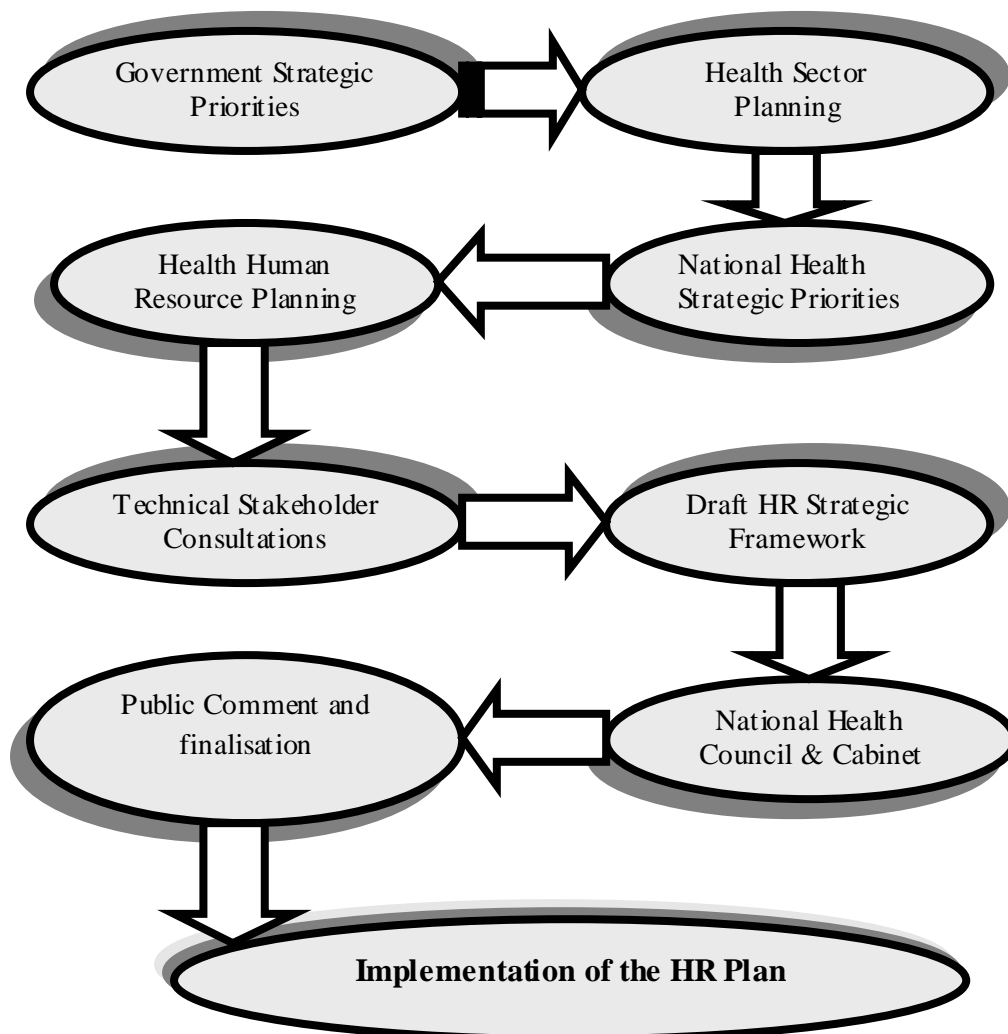 Government Strategic
Priorities
Health Sector
Planning
National Health
Strategic Priorities
Health Human
Resource Planning
Technical Stakeholder
Consultations
Draft HR Strategic
Framework
National Health
Council & Cabinet
Public Comment and
finalisation
Implementation of the HR Plan